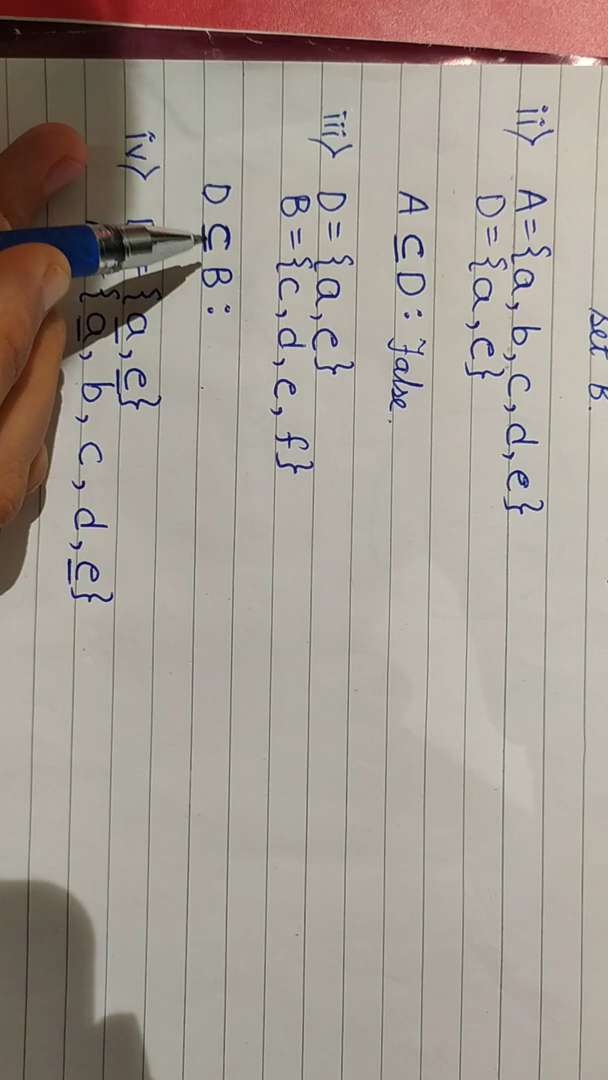 set B.
ii) A={a, b, c, d, e}
D={a, e}
A ⊆ D : False.
iii) D={a, e}
B={c, d, e, f}
D ⊆ B :
iv) ={a, e}
{a, b, c, d, e}